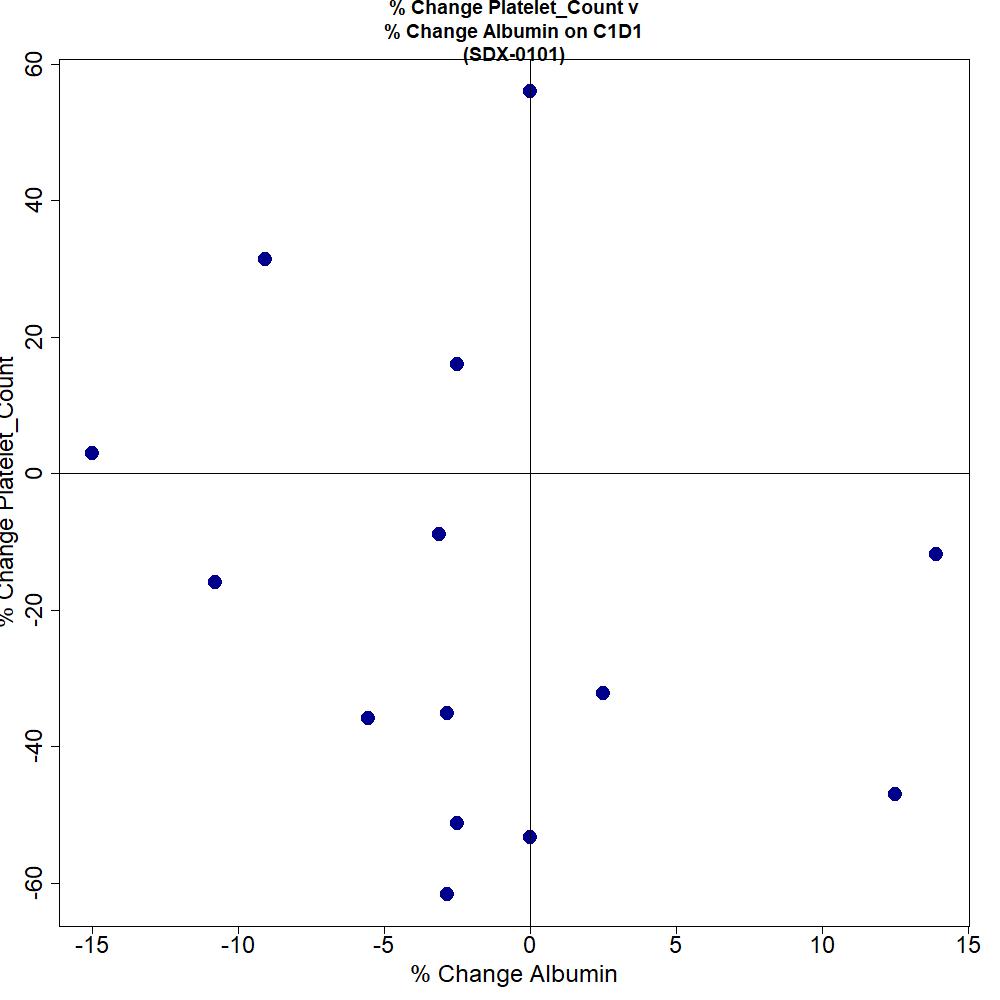 % Change Platelet_Count v
% Change Albumin on C1D1
(SDX-0101)
60
40
20
0
-20
-40
-60
% Change Platelet_Count
-15
-10
-5
0
5
10
15
% Change Albumin